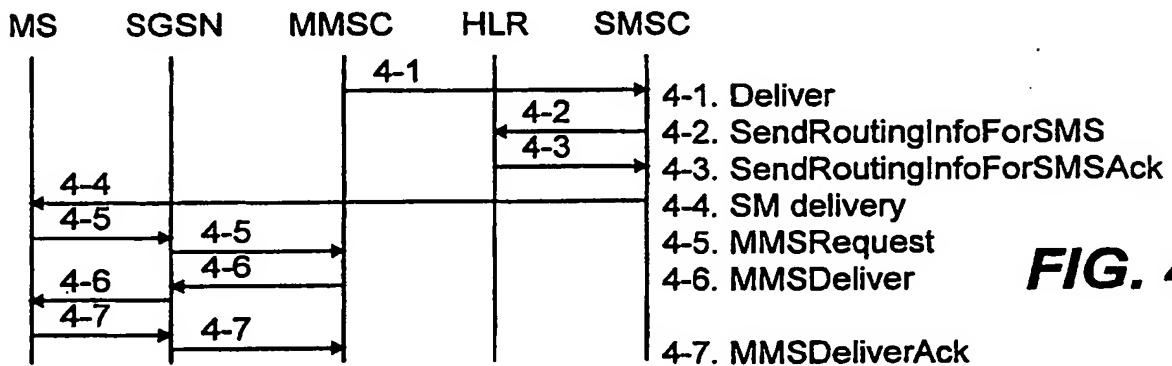 MS SGSN MMSC HLR SMSC
4-1
4-1. Deliver
4-2
4-2. SendRoutingInfoForSMS
4-3
4-3. SendRoutingInfoForSMSAck
4-4
4-4. SM delivery
4-5
4-5
4-5. MMSRequest
4-6
4-6
4-6. MMSDeliver
FIG. 4
4-7
4-7
4-7. MMSDeliverAck